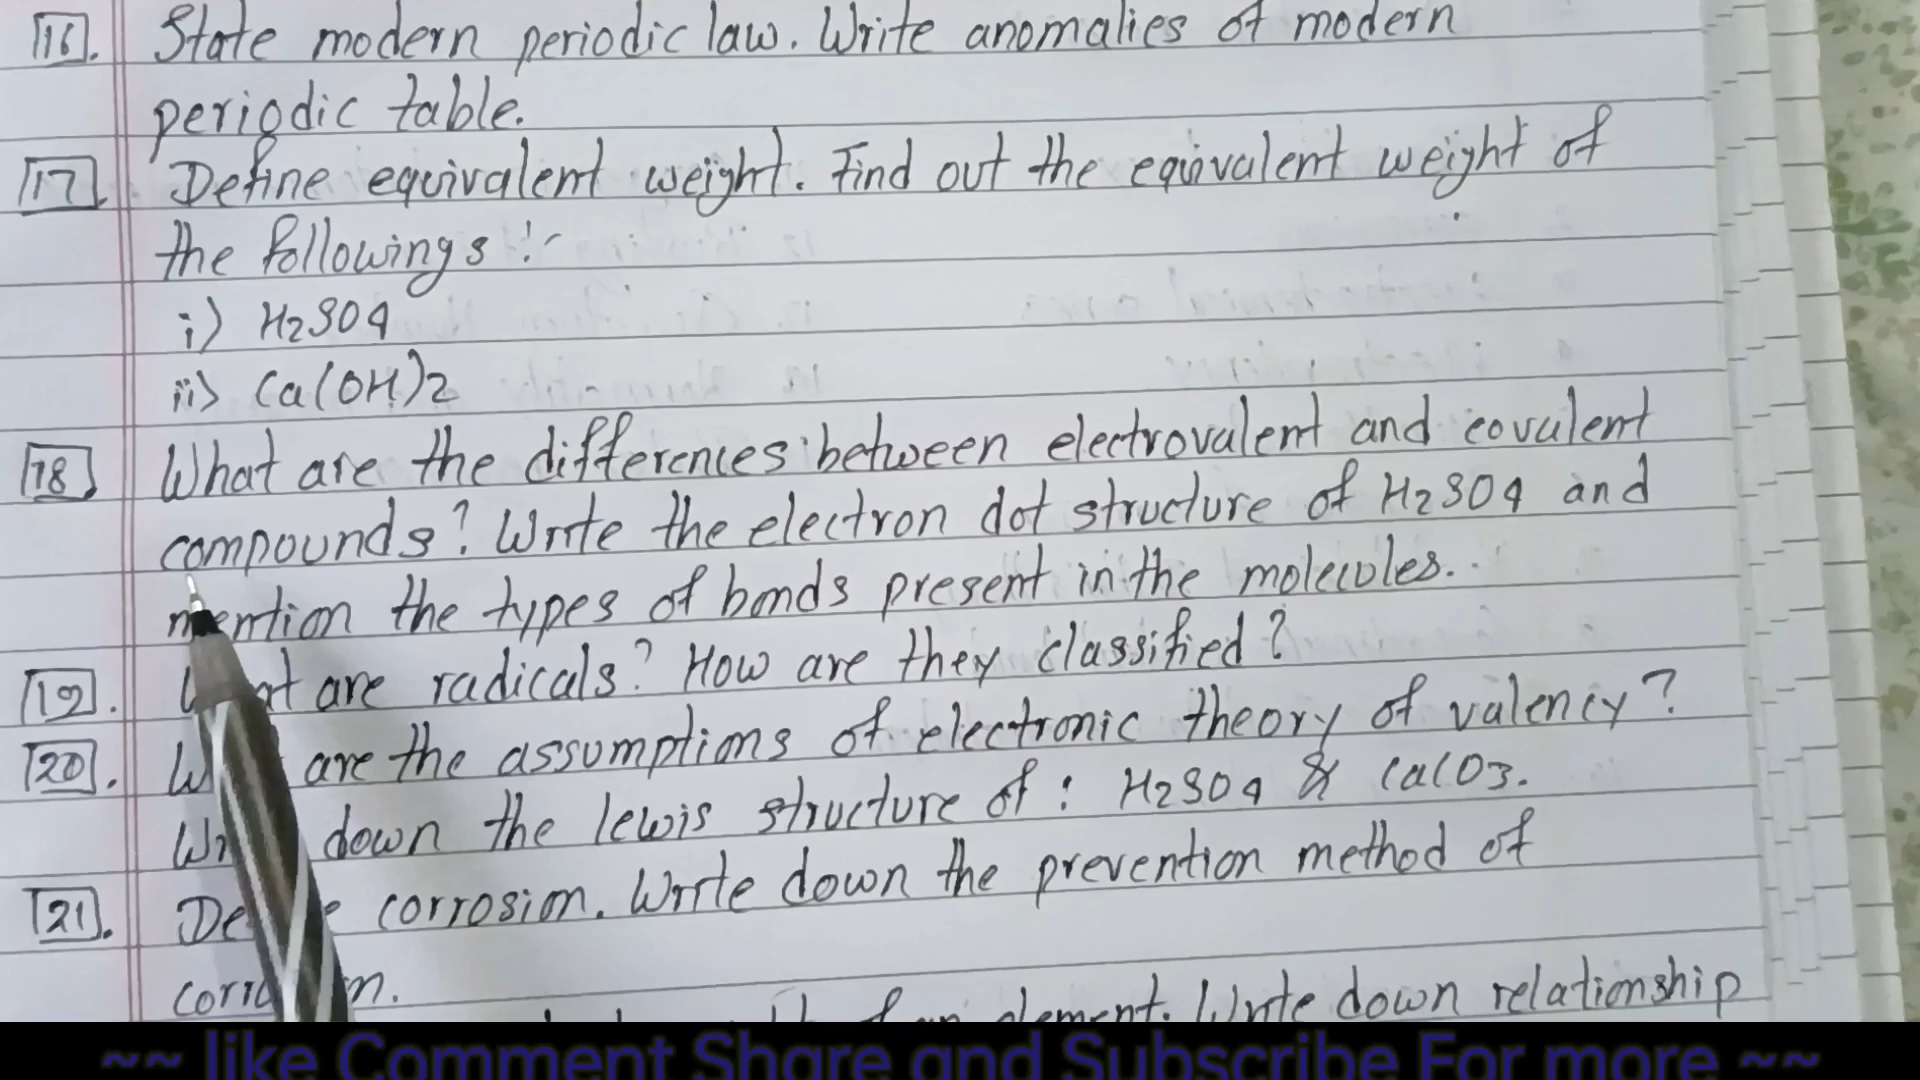 16. State modern periodic law. Write anomalies of modern
periodic table.
17. Define equivalent weight. Find out the equivalent weight of
the followings :-
i) H2SO4
ii) Ca(OH)2
18. What are the differences between electrovalent and covalent
compounds? Write the electron dot structure of H2SO4 and
mention the types of bonds present in the molecules.
19. are radicals? How are they classified?
20. are the assumptions of electronic theory of valency?
down the lewis structure of : H2SO4 & CaCO3.
21. corrosion. Write down the prevention method of
element. Write down relationship
~~ like Comment Share and Subscribe For more ~~